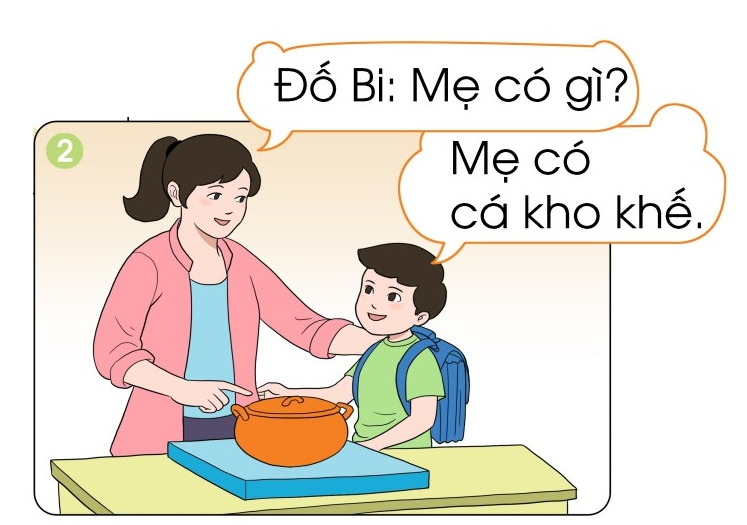 2
Đố Bi: Mẹ có gì?
Mẹ có
cá kho khế.